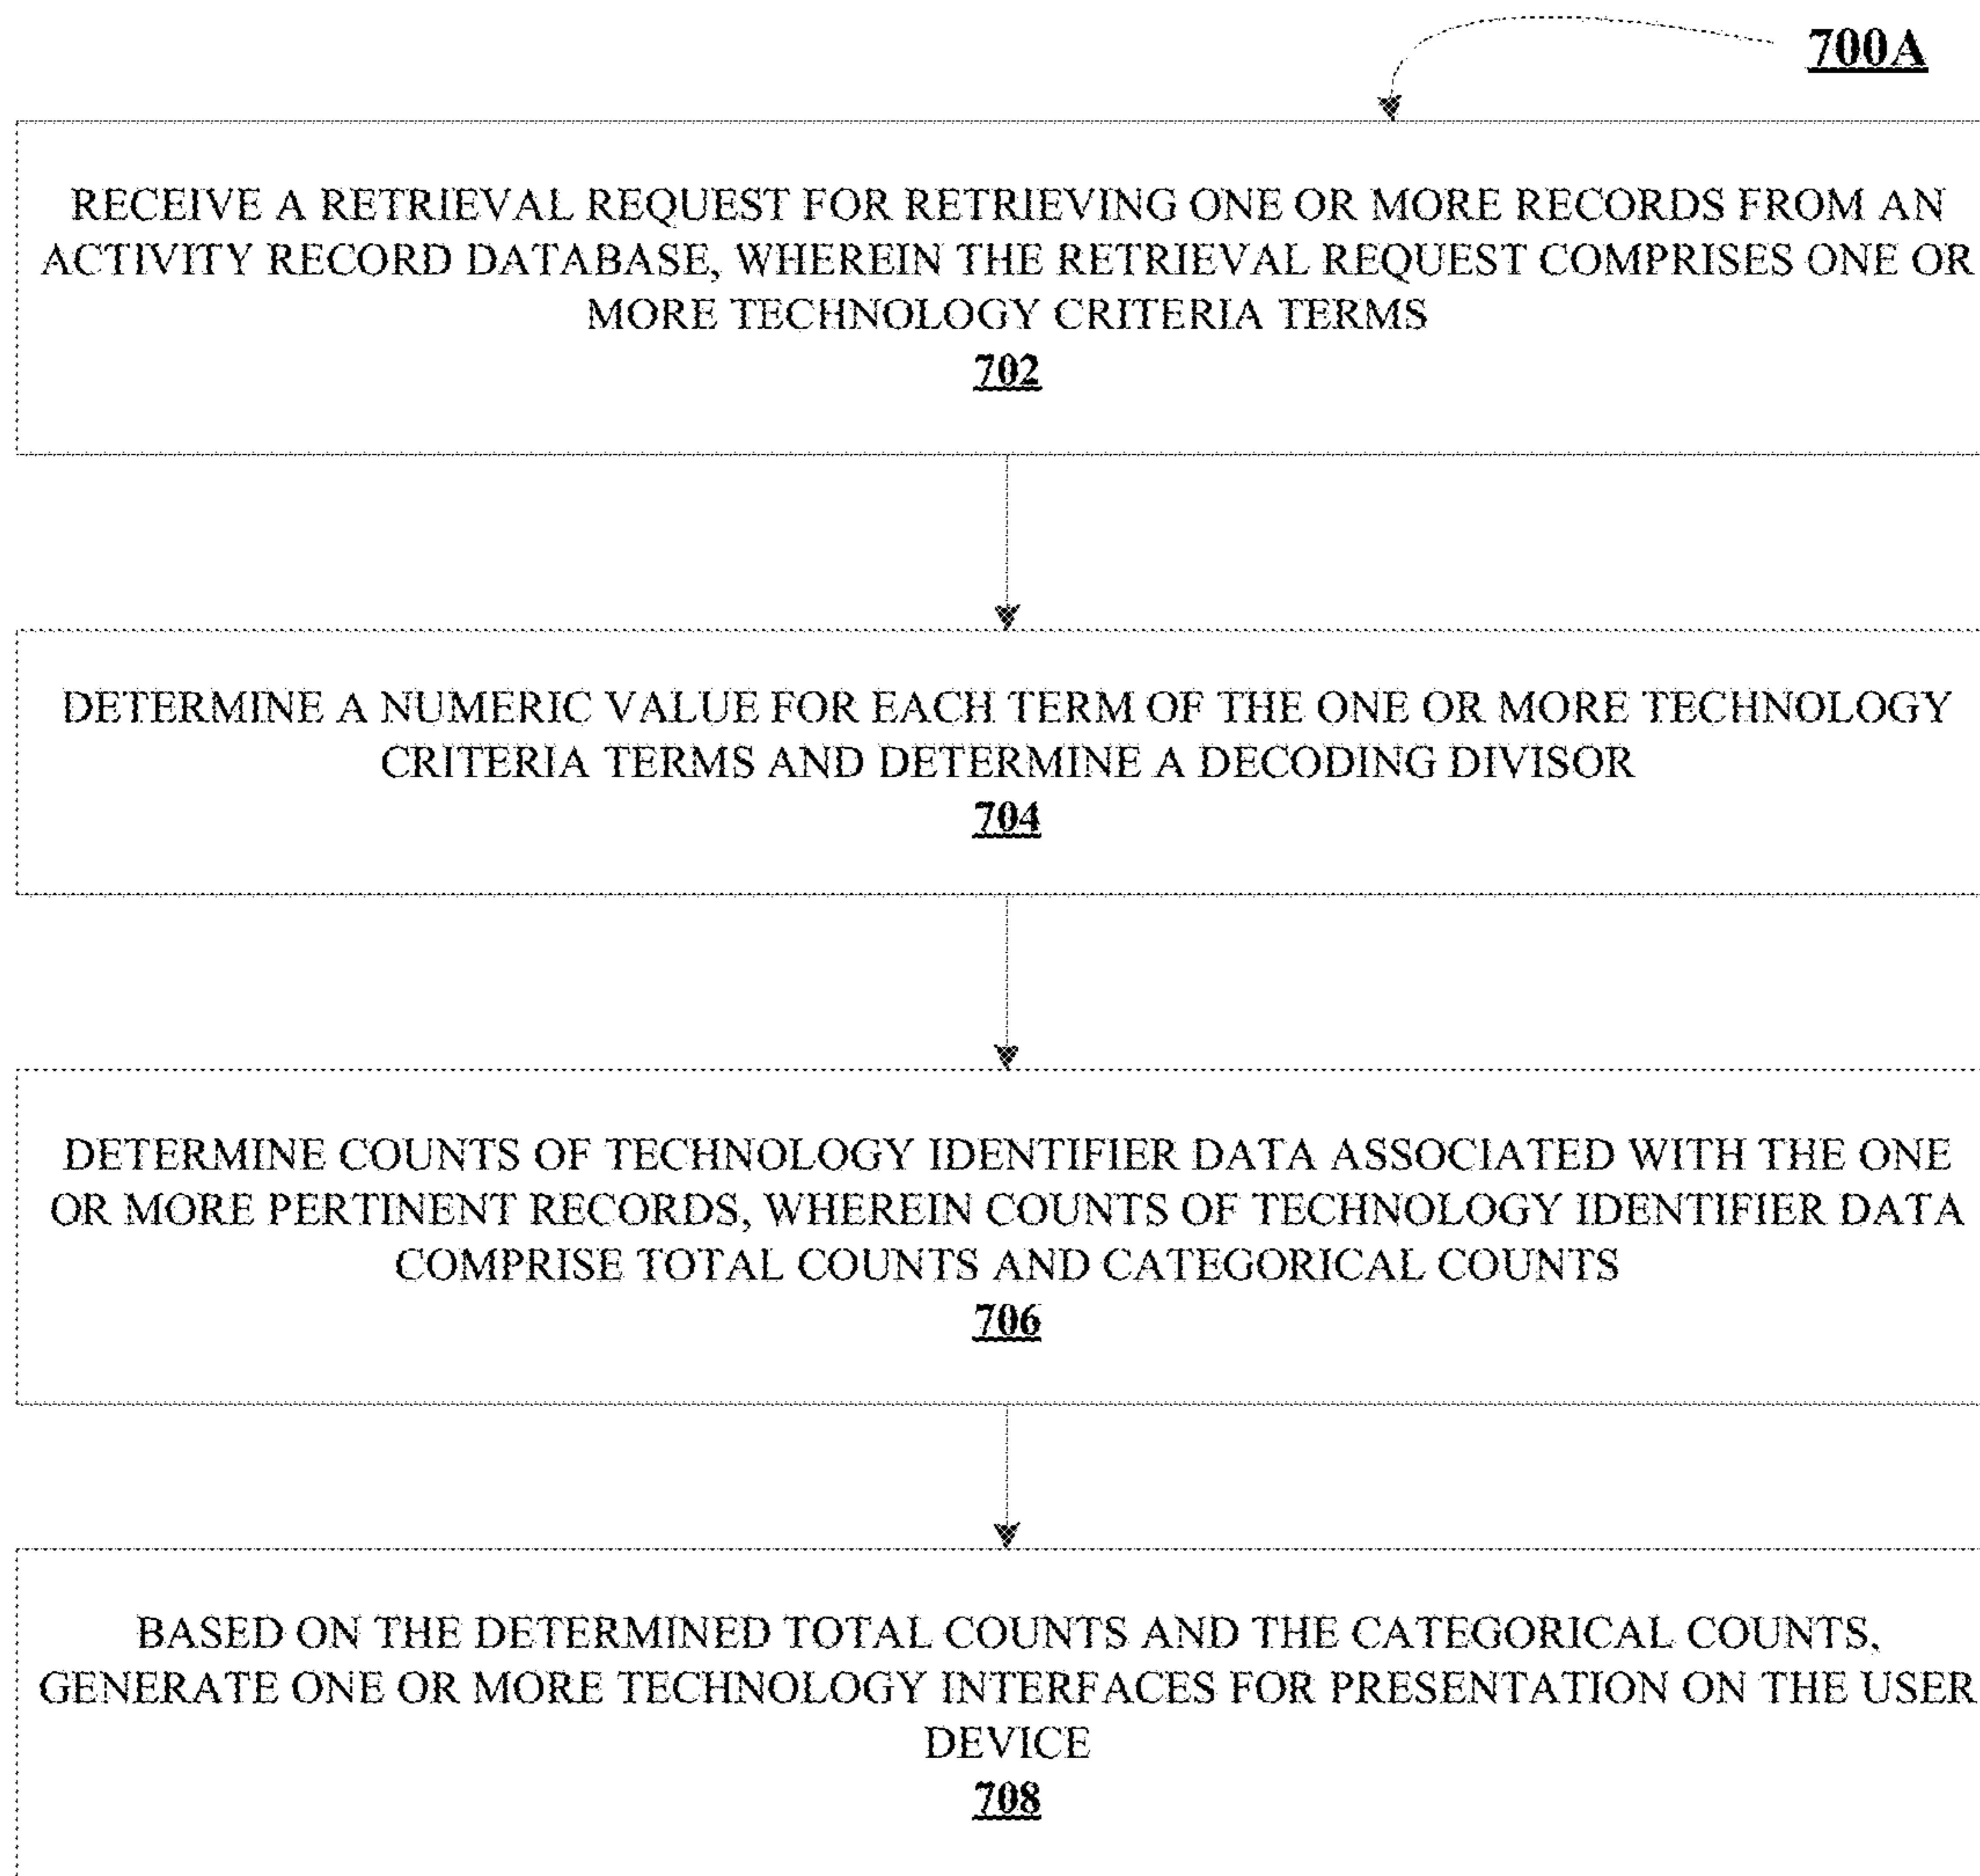 700A
RECEIVE A RETRIEVAL REQUEST FOR RETRIEVING ONE OR MORE RECORDS FROM AN
ACTIVITY RECORD DATABASE, WHEREIN THE RETRIEVAL REQUEST COMPRISES ONE OR
MORE TECHNOLOGY CRITERIA TERMS
702
DETERMINE A NUMERIC VALUE FOR EACH TERM OF THE ONE OR MORE TECHNOLOGY
CRITERIA TERMS AND DETERMINE A DECODING DIVISOR
704
DETERMINE COUNTS OF TECHNOLOGY IDENTIFIER DATA ASSOCIATED WITH THE ONE
OR MORE PERTINENT RECORDS, WHEREIN COUNTS OF TECHNOLOGY IDENTIFIER DATA
COMPRISE TOTAL COUNTS AND CATEGORICAL COUNTS
706
BASED ON THE DETERMINED TOTAL COUNTS AND THE CATEGORICAL COUNTS,
GENERATE ONE OR MORE TECHNOLOGY INTERFACES FOR PRESENTATION ON THE USER
DEVICE
708